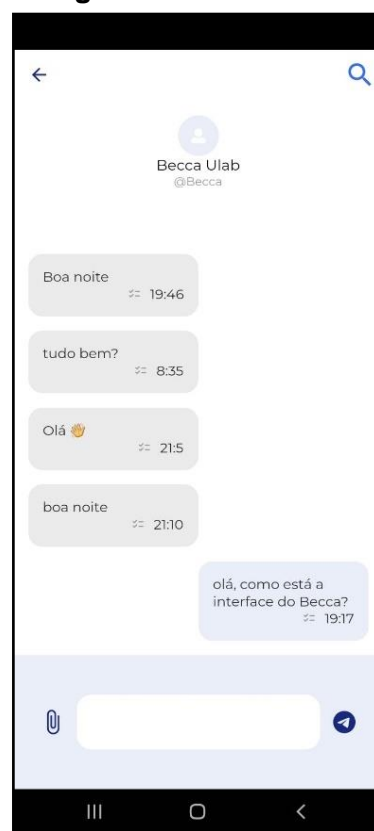 Becca Ulab
@Becca
Boa noite
19:46
tudo bem?
8:35
Olá 👋
21:5
boa noite
21:10
olá, como está a
interface do Becca?
19:17